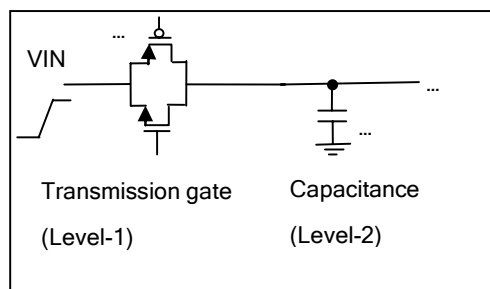 ...
VIN
...
...
Transmission gate Capacitance
(Level-1) (Level-2)